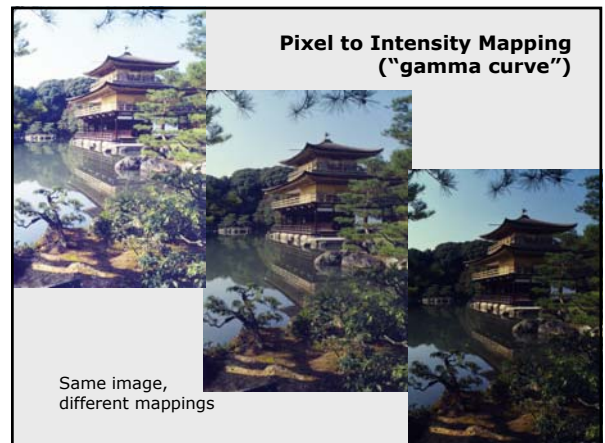 Pixel to Intensity Mapping
(“gamma curve”)
Same image,
different mappings